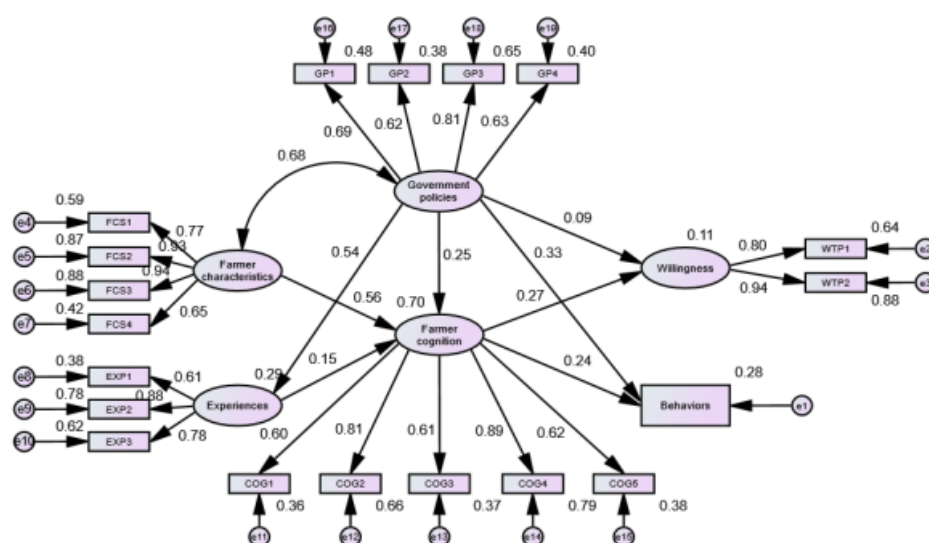 e16 e17 e18 e19
0.48 0.38 0.65 0.40
GP1 GP2 GP3 GP4
0.69 0.62 0.81 0.63
0.68
Government
policies
0.59
e4 FCS1 0.77
0.87
e5 FCS2 0.93
0.88
e6 FCS3 0.94
0.42
e7 FCS4 0.65
Farmer
characteristics
0.54
0.25
0.09
0.33
0.11
Willingness
0.80 WTP1 0.64
0.94 WTP2 0.88
0.56
0.70
0.27
Farmer
cognition
0.15
0.29
0.24
0.38
e8 EXP1 0.61
0.78
e9 EXP2 0.88
0.62
e10 EXP3 0.78
Experiences
0.28
Behaviors e1
0.60 0.81 0.61 0.89 0.62
COG1 COG2 COG3 COG4 COG5
0.36 0.66 0.37 0.79 0.38
e11 e12 e13 e14 e15